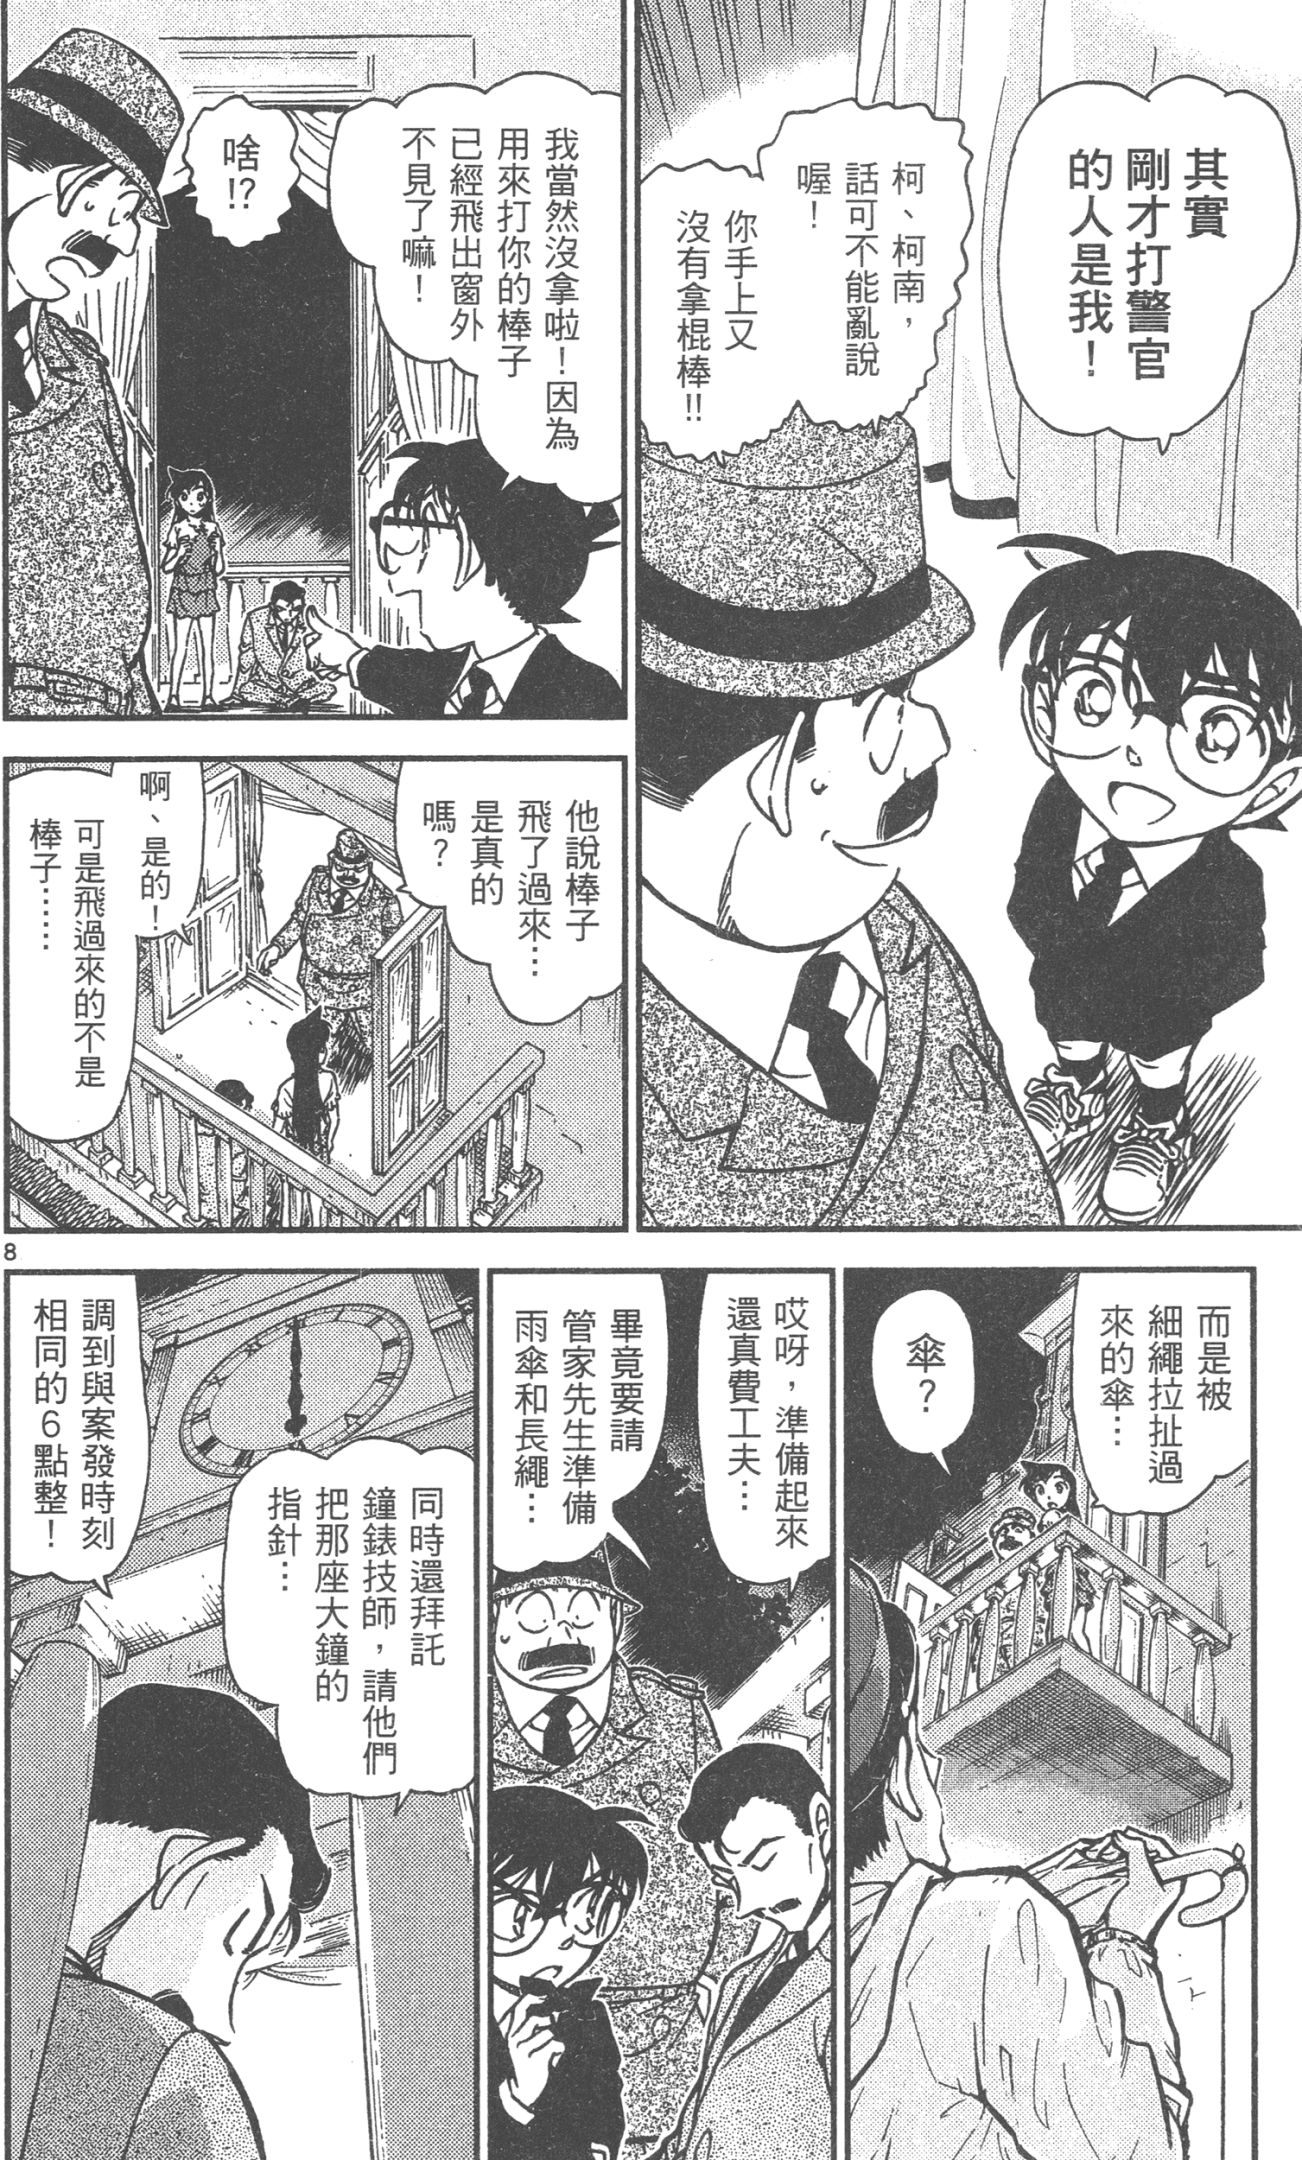 其實
剛才打警官
的人是我！
柯、柯南，
話可不能亂說
喔！
你手上又
沒有拿棍棒!!
我當然沒拿啦！因為
用來打你的棒子
已經飛出窗外
不見了嘛！
啥!?
他說棒子
飛了過來…
是真的
嗎？
啊、是的！
可是飛過來的不是
棒子……
8
而是被
細繩拉扯過
來的傘…
傘？
哎呀，準備起來
還真費工夫…
畢竟要請
管家先生準備
雨傘和長繩…
同時還拜託
鐘錶技師，請他們
把那座大鐘的
指針…
調到與案發時刻
相同的6點整！